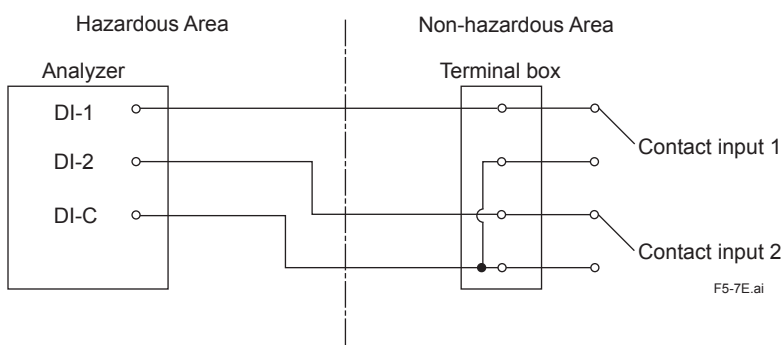 Hazardous Area
Non-hazardous Area
Analyzer
Terminal box
DI-1
Contact input 1
DI-2
DI-C
Contact input 2
F5-7E.ai